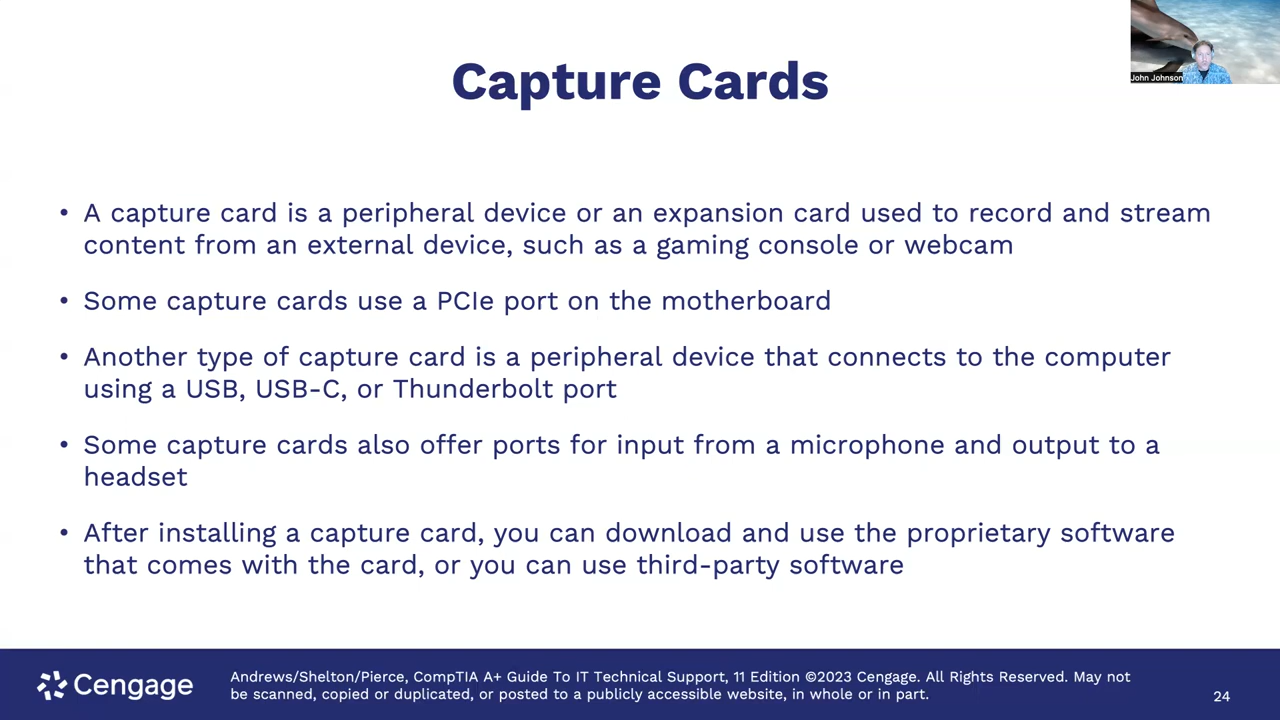 Capture Cards
John Johnson
• A capture card is a peripheral device or an expansion card used to record and stream
content from an external device, such as a gaming console or webcam
• Some capture cards use a PCIe port on the motherboard
• Another type of capture card is a peripheral device that connects to the computer
using a USB, USB-C, or Thunderbolt port
• Some capture cards also offer ports for input from a microphone and output to a
headset
• After installing a capture card, you can download and use the proprietary software
that comes with the card, or you can use third-party software
Cengage
Andrews/Shelton/Pierce, CompTIA A+ Guide To IT Technical Support, 11 Edition ©2023 Cengage. All Rights Reserved. May not
be scanned, copied or duplicated, or posted to a publicly accessible website, in whole or in part.
24